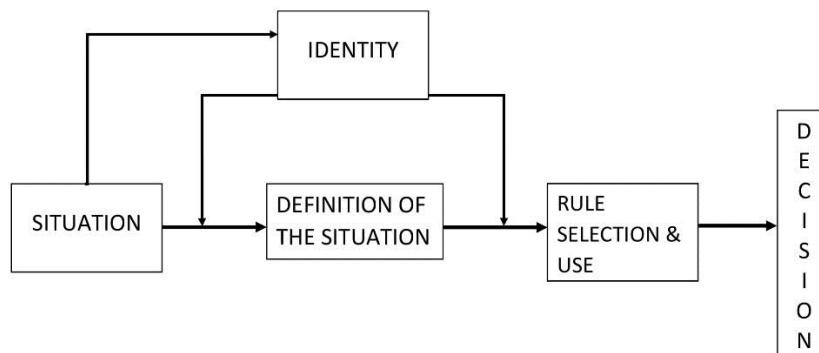 IDENTITY
SITUATION
DEFINITION OF
THE SITUATION
RULE
SELECTION &
USE
D
E
C
I
S
I
O
N